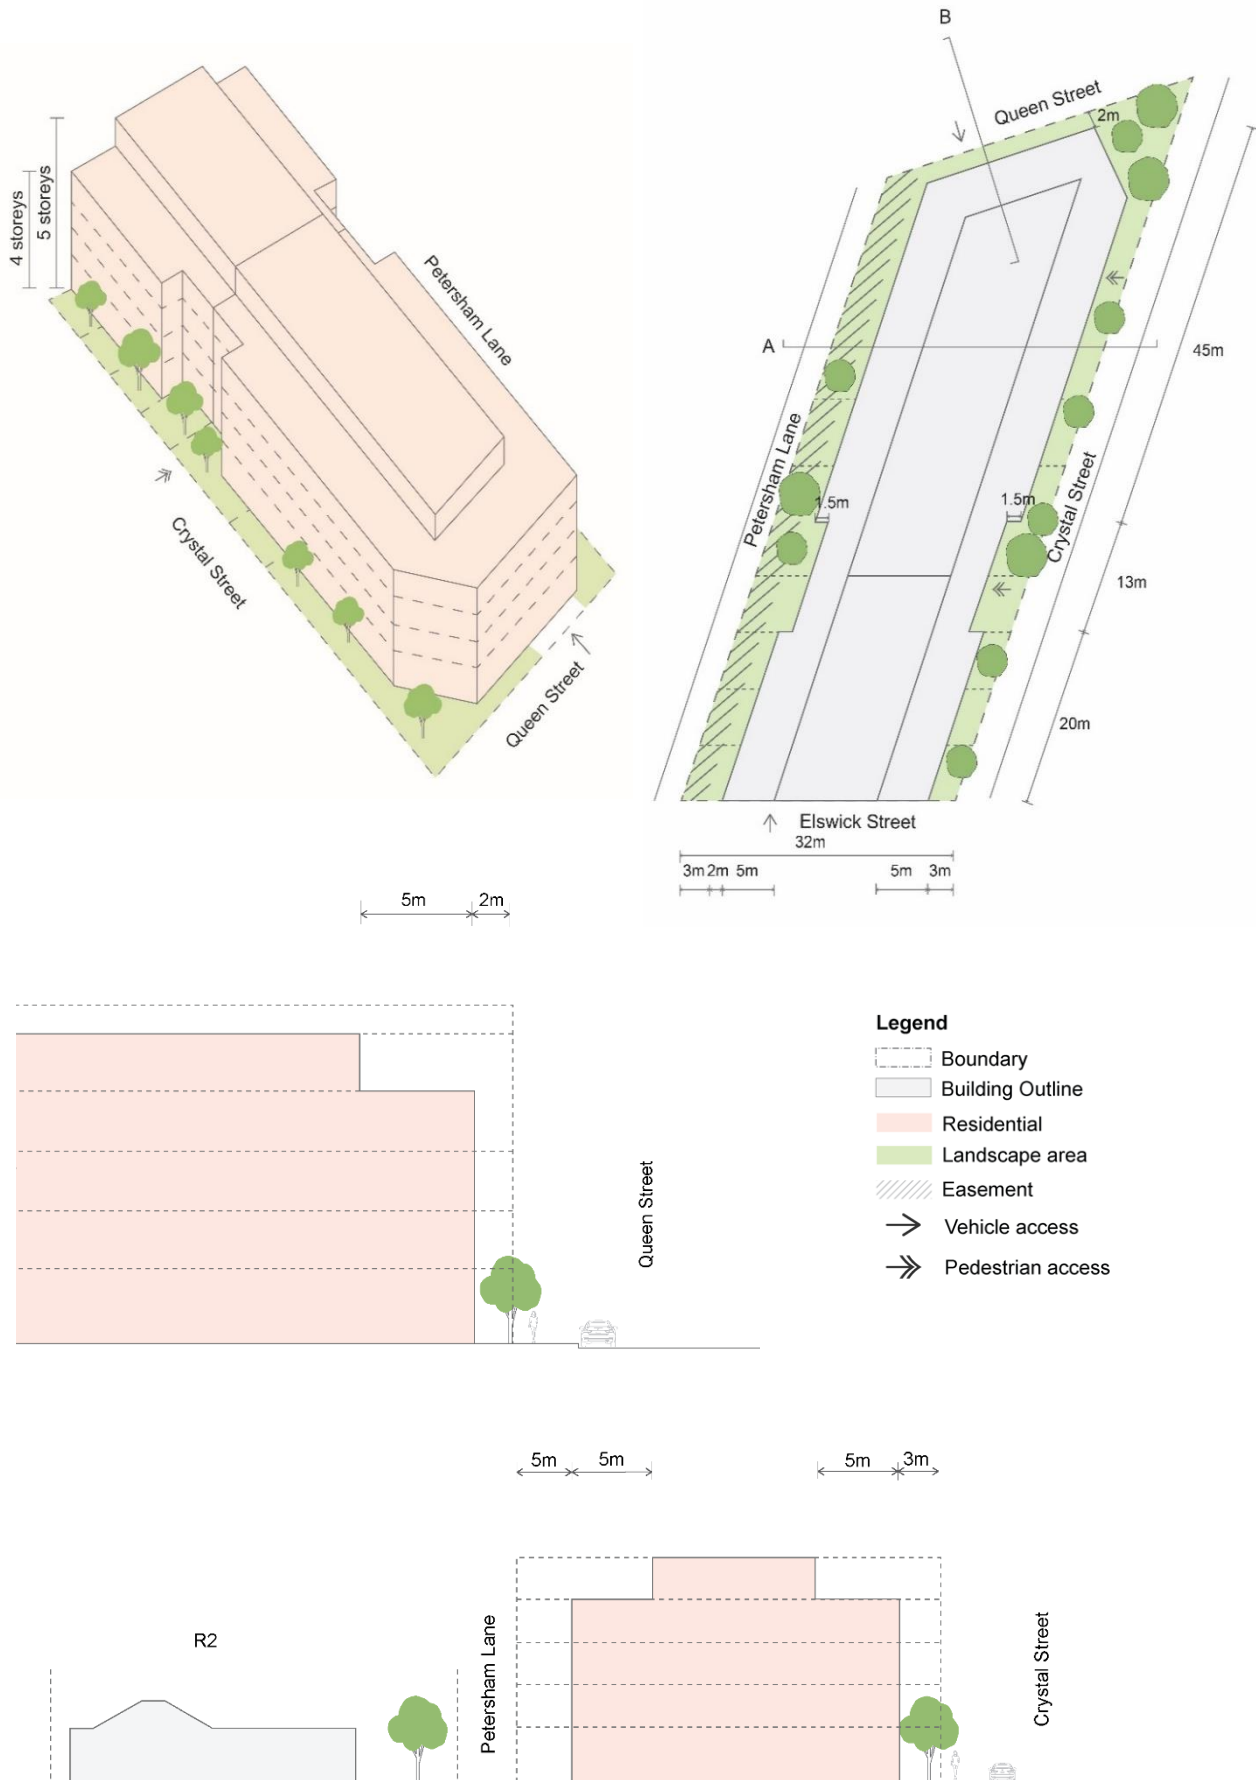 4 storeys
5 storeys
Petersham Lane
Crystal Street
Queen Street
B
Queen Street
2m
A
45m
Petersham Lane
1.5m
1.5m
Crystal Street
13m
20m
Elswick Street
32m
3m 2m 5m
5m 3m
5m 2m
Queen Street
Legend
Boundary
Building Outline
Residential
Landscape area
Easement
Vehicle access
Pedestrian access
5m 5m
5m 3m
R2
Petersham Lane
Crystal Street